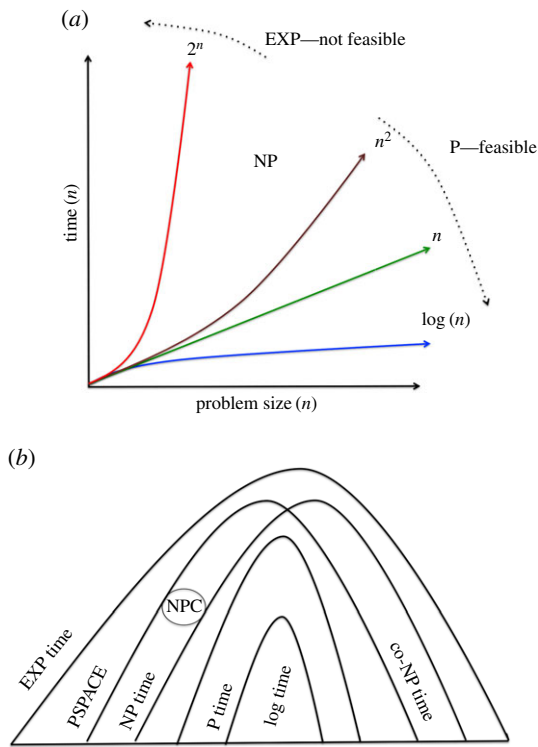 (a)
EXP—not feasible
2ⁿ
n²
NP
P—feasible
time (n)
n
log (n)
problem size (n)
(b)
NPC
EXP time
PSPACE
NP time
P time
log time
co-NP time